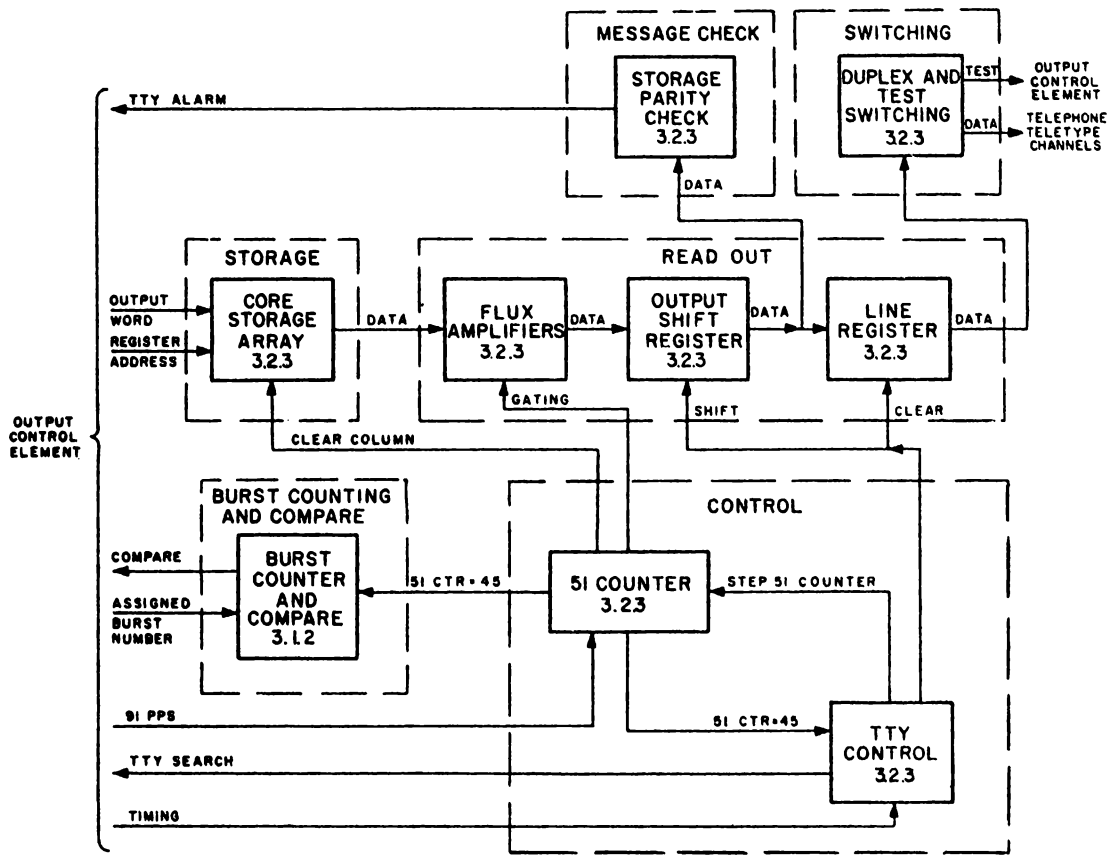 MESSAGE CHECK
STORAGE
PARITY
CHECK
3.2.3
SWITCHING
DUPLEX AND
TEST
SWITCHING
3.2.3
TEST
OUTPUT
CONTROL
ELEMENT
DATA
TELEPHONE
TELETYPE
CHANNELS
TTY ALARM
DATA
STORAGE
CORE
STORAGE
ARRAY
3.2.3
OUTPUT
WORD
REGISTER
ADDRESS
DATA
READ OUT
FLUX
AMPLIFIERS
3.2.3
DATA
OUTPUT
SHIFT
REGISTER
3.2.3
DATA
LINE
REGISTER
3.2.3
DATA
GATING
SHIFT
CLEAR
OUTPUT
CONTROL
ELEMENT
CLEAR COLUMN
BURST COUNTING
AND COMPARE
BURST
COUNTER
AND
COMPARE
3.1.2
COMPARE
ASSIGNED
BURST
NUMBER
51 CTR=45
CONTROL
51 COUNTER
3.2.3
STEP 51 COUNTER
91 PPS
51 CTR=45
TTY
CONTROL
3.2.3
TTY SEARCH
TIMING